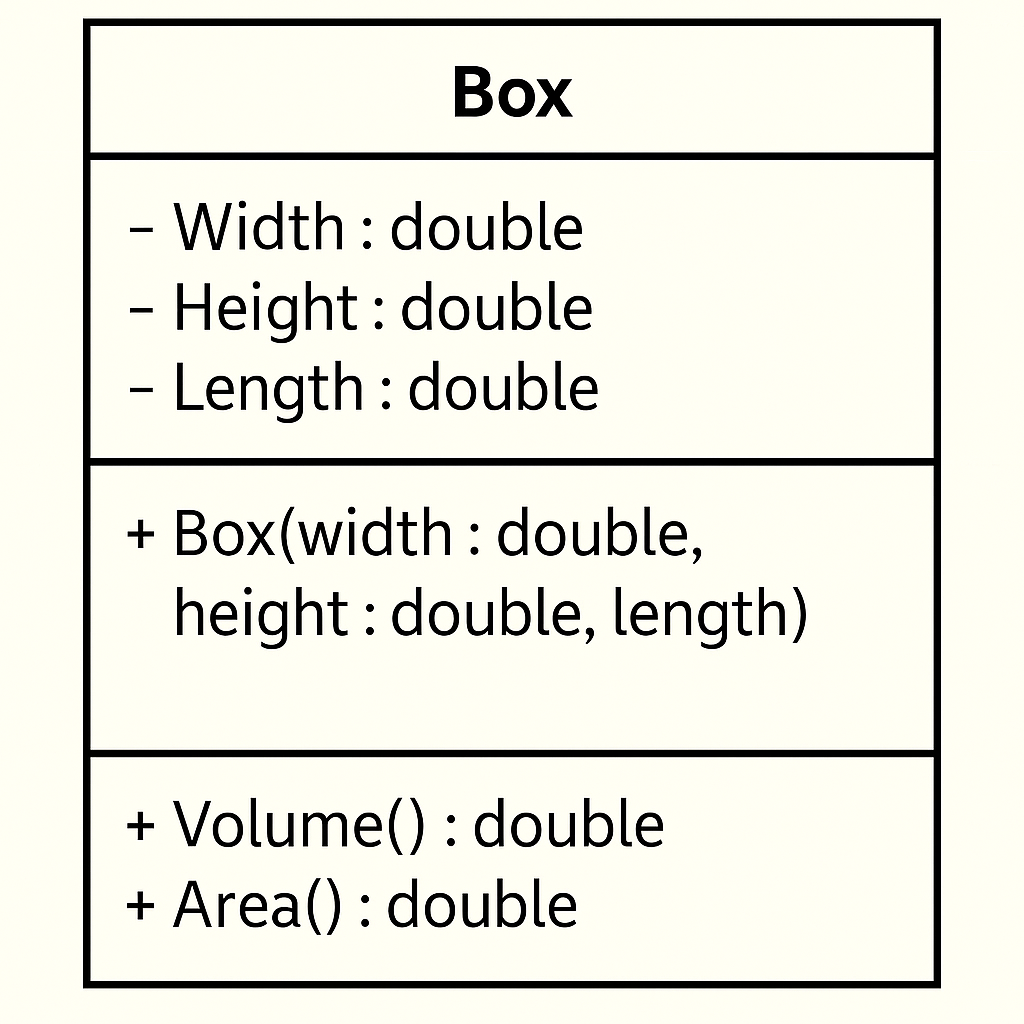 Box
– Width : double
– Height : double
– Length : double
+ Box(width : double,
height : double, length)
+ Volume() : double
+ Area() : double